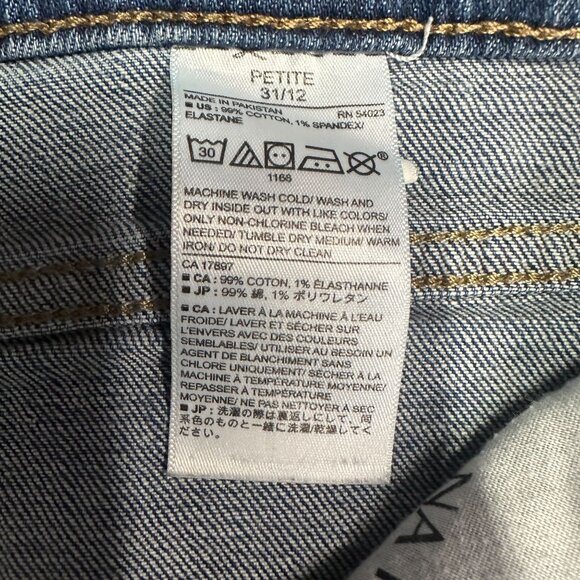 PETITE
31/12
MADE IN PAKISTAN RN 54023
■ US : 99% COTTON, 1% SPANDEX/
ELASTANE
30
1168
MACHINE WASH COLD/ WASH AND
DRY INSIDE OUT WITH LIKE COLORS/
ONLY NON-CHLORINE BLEACH WHEN
NEEDED/ TUMBLE DRY MEDIUM/ WARM
IRON/ DO NOT DRY CLEAN
CA 17897
■ CA : 99% COTON, 1% ÉLASTHANNE
■ JP : 99% 綿, 1% ポリウレタン
■ CA : LAVER À LA MACHINE À L'EAU
FROIDE/ LAVER ET SÉCHER SUR
L'ENVERS AVEC DES COULEURS
SEMBLABLES/ UTILISER AU BESOIN UN
AGENT DE BLANCHIMENT SANS
CHLORE UNIQUEMENT/ SÉCHER À LA
MACHINE À TEMPÉRATURE MOYENNE/
REPASSER À TEMPÉRATURE
MOYENNE/ NE PAS NETTOYER À SEC
■ JP : 洗濯の際は裏返しにして、同
系色のものと一緒に洗濯/乾燥してく
ださい。
NA